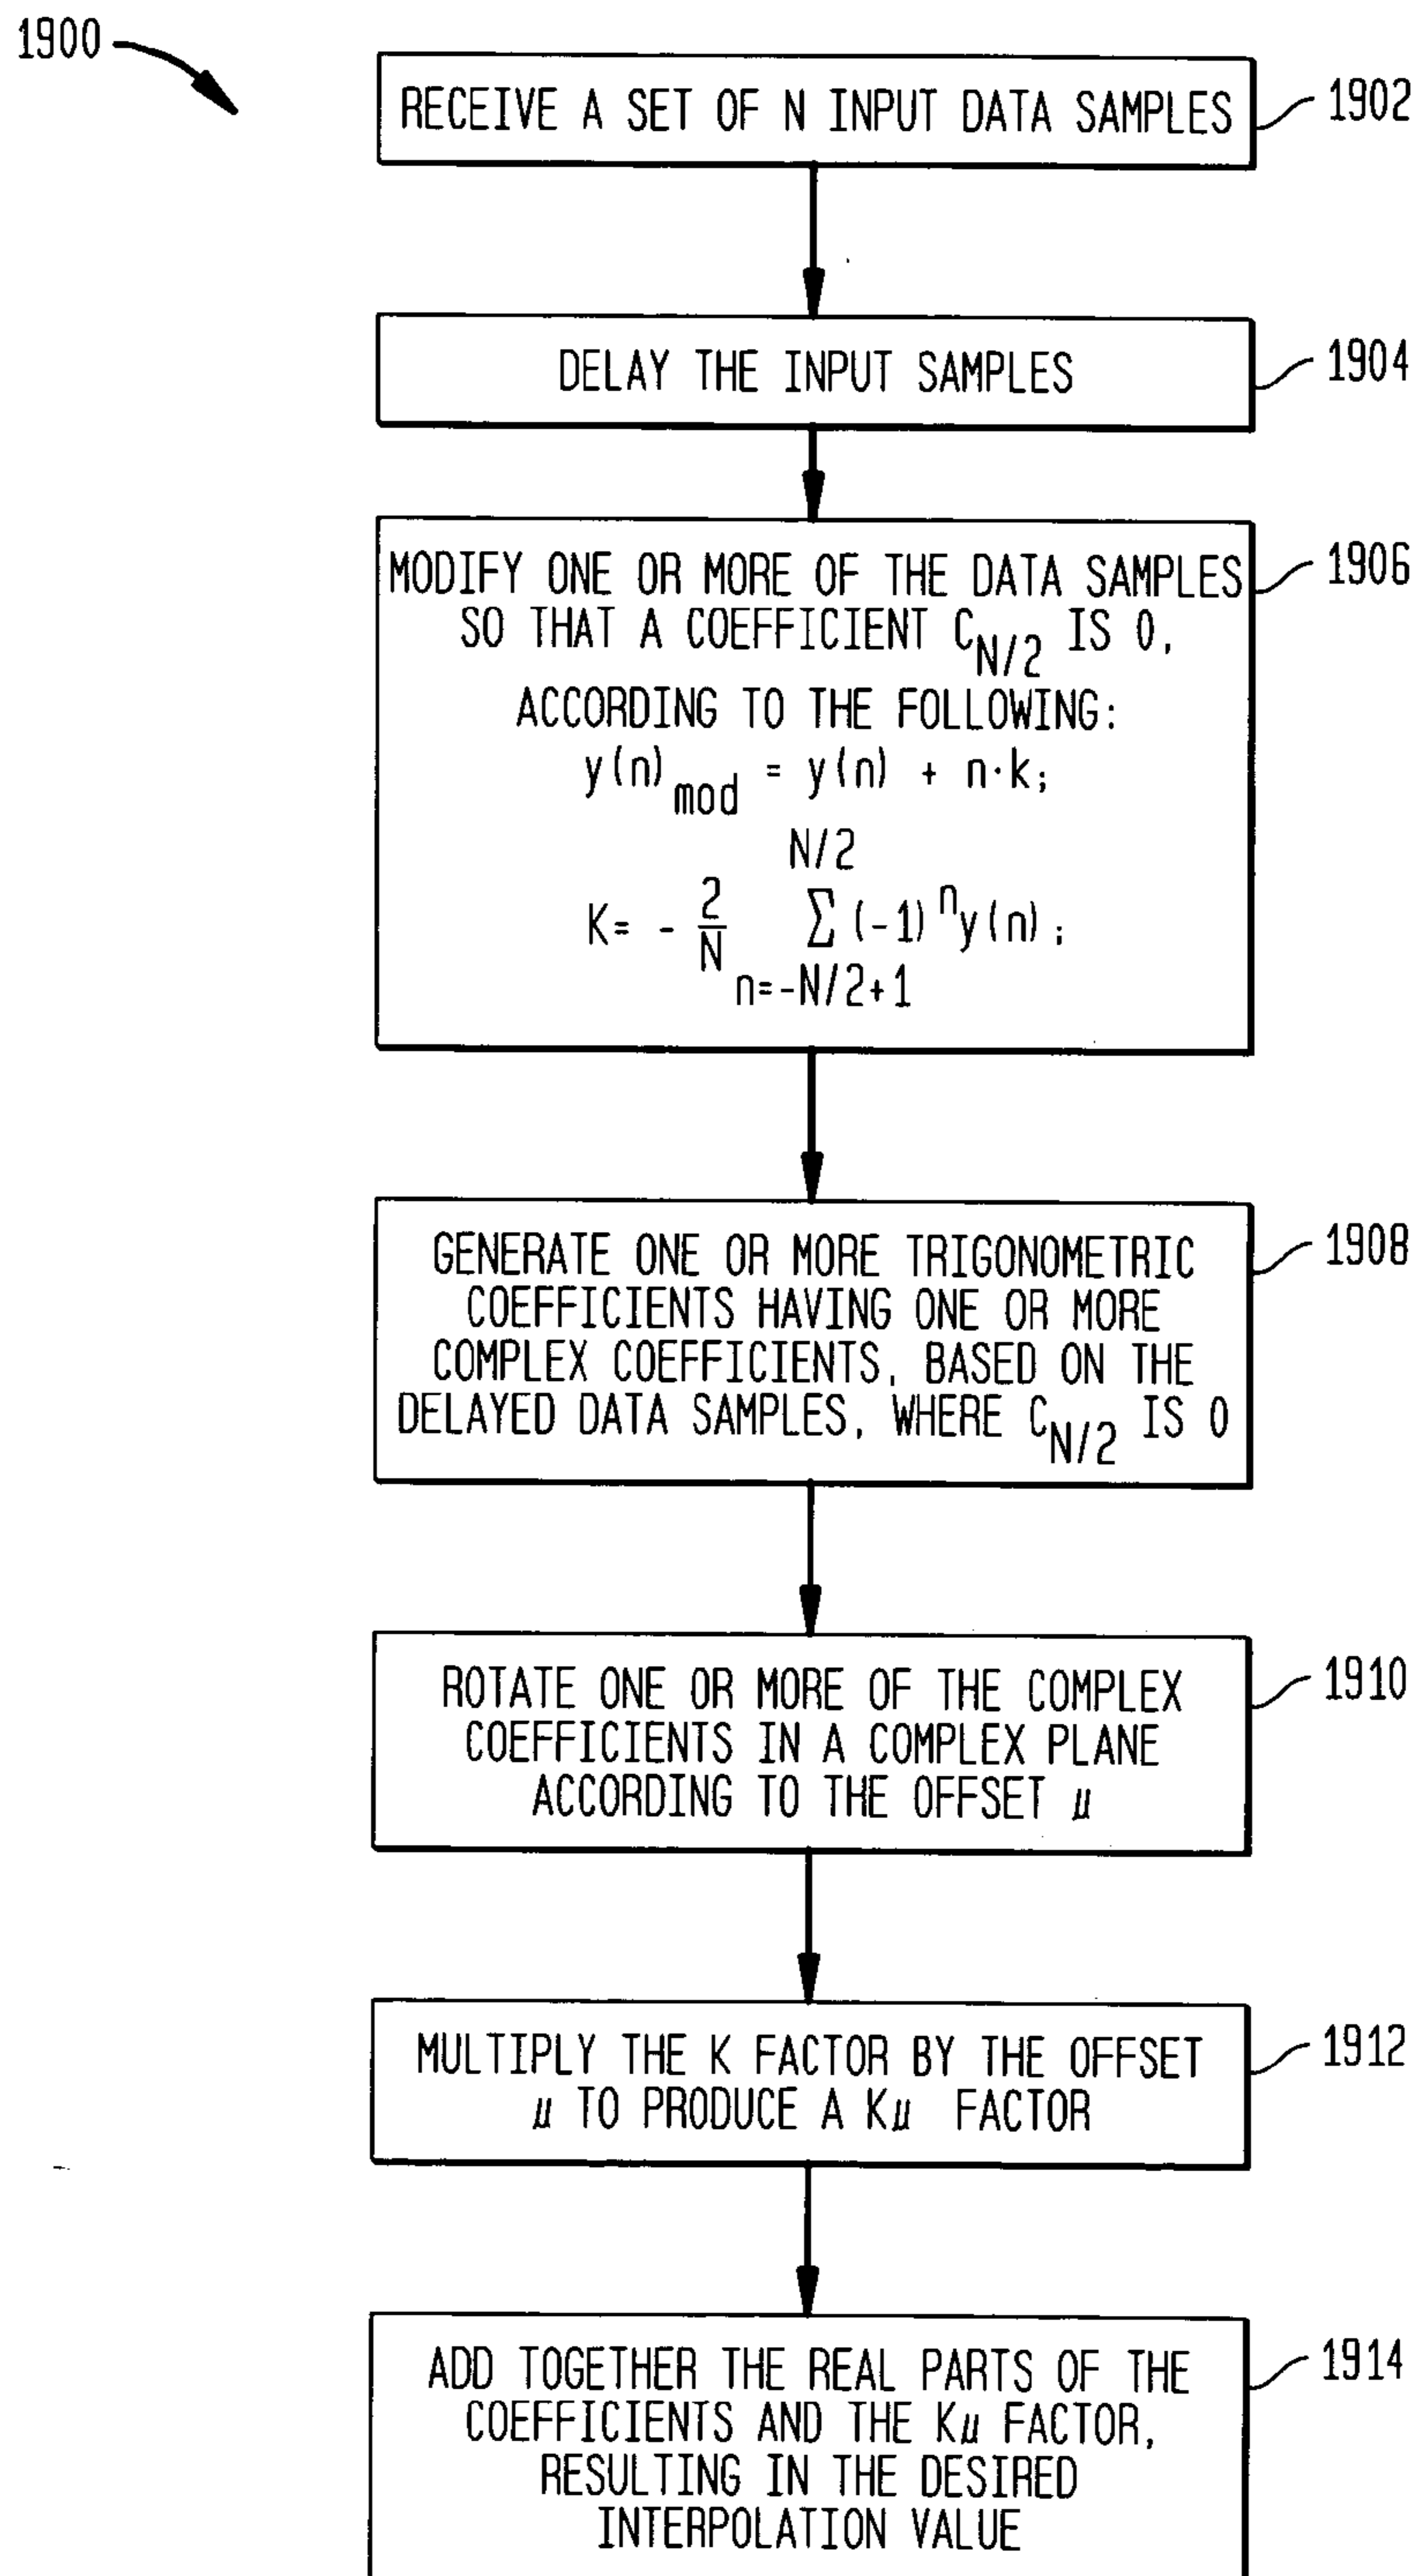 1900
RECEIVE A SET OF N INPUT DATA SAMPLES
1902
DELAY THE INPUT SAMPLES
1904
MODIFY ONE OR MORE OF THE DATA SAMPLES
SO THAT A COEFFICIENT C_{N/2} IS 0,
ACCORDING TO THE FOLLOWING:
y(n)_{mod} = y(n) + n·k;
N/2
K= - 2/N Σ (-1)^n y(n);
n=-N/2+1
1906
GENERATE ONE OR MORE TRIGONOMETRIC
COEFFICIENTS HAVING ONE OR MORE
COMPLEX COEFFICIENTS, BASED ON THE
DELAYED DATA SAMPLES, WHERE C_{N/2} IS 0
1908
ROTATE ONE OR MORE OF THE COMPLEX
COEFFICIENTS IN A COMPLEX PLANE
ACCORDING TO THE OFFSET μ
1910
MULTIPLY THE K FACTOR BY THE OFFSET
μ TO PRODUCE A Kμ FACTOR
1912
ADD TOGETHER THE REAL PARTS OF THE
COEFFICIENTS AND THE Kμ FACTOR,
RESULTING IN THE DESIRED
INTERPOLATION VALUE
1914